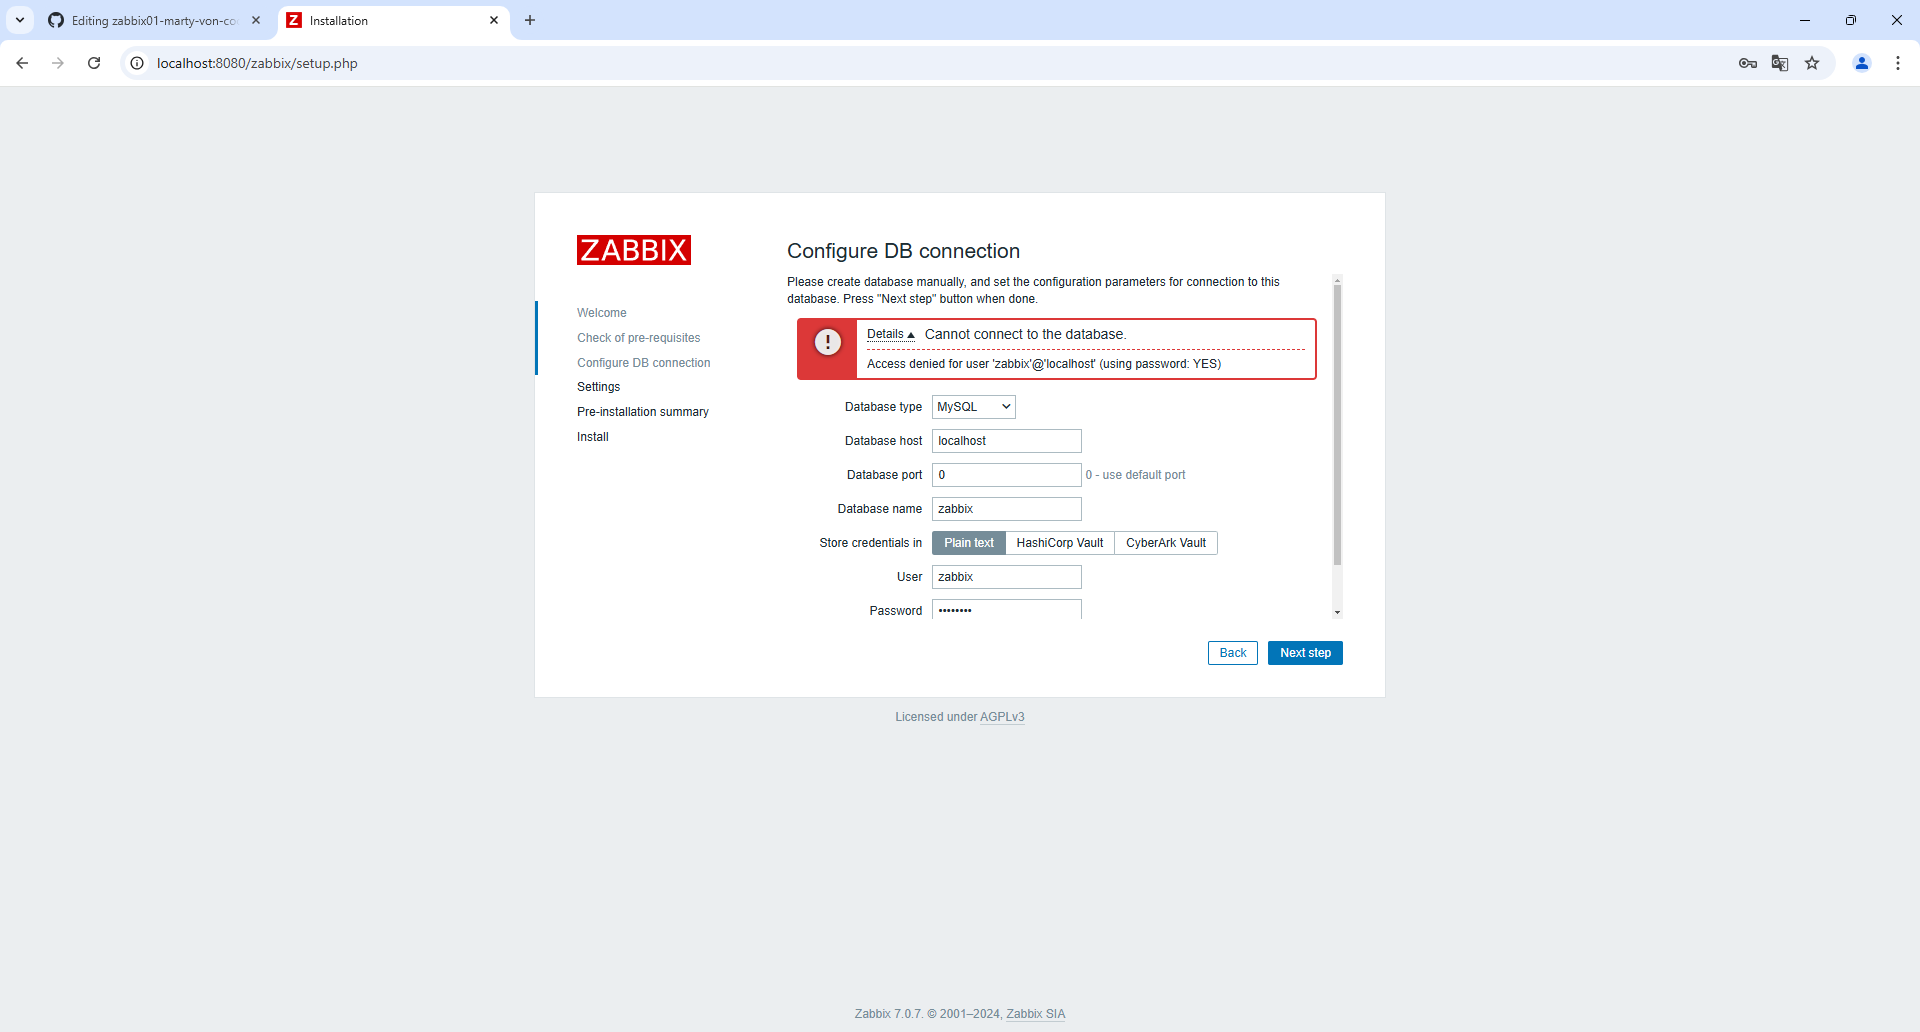 Editing zabbix01-marty-von-co
Installation
localhost:8080/zabbix/setup.php
ZABBIX
Welcome
Check of pre-requisites
Configure DB connection
Settings
Pre-installation summary
Install
Configure DB connection
Please create database manually, and set the configuration parameters for connection to this
database. Press "Next step" button when done.
Details Cannot connect to the database.
Access denied for user 'zabbix'@'localhost' (using password: YES)
Database type MySQL
Database host localhost
Database port 0 0 - use default port
Database name zabbix
Store credentials in Plain text HashiCorp Vault CyberArk Vault
User zabbix
Password ••••••••
Back Next step
Licensed under AGPLv3
Zabbix 7.0.7. © 2001–2024, Zabbix SIA